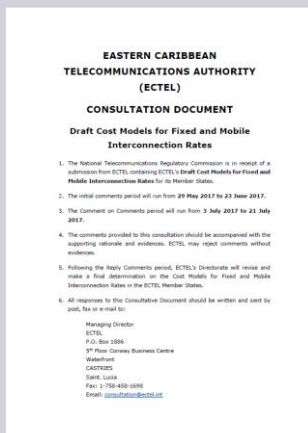 EASTERN CARIBBEAN
TELECOMMUNICATIONS AUTHORITY
(ECTEL)
CONSULTATION DOCUMENT
Draft Cost Models for Fixed and Mobile
Interconnection Rates
1. The National Telecommunications Regulatory Commission is in receipt of a
submission from ECTEL containing ECTEL's Draft Cost Models for Fixed and
Mobile Interconnection Rates for its Member States.
2. The initial comments period will run from 29 May 2017 to 23 June 2017.
3. The Comment on Comments period will run from 3 July 2017 to 21 July
2017.
4. The comments provided to this consultation should be accompanied with the
supporting rationale and evidences. ECTEL may reject comments without
evidences.
5. Following the Reply Comments period, ECTEL's Directorate will revise and
make a final determination on the Cost Models for Fixed and Mobile
Interconnection Rates in the ECTEL Member States.
6. All responses to this Consultative Document should be written and sent by
post, fax or e-mail to:
Managing Director
ECTEL
P.O. Box 1886
5th Floor Conway Business Centre
Waterfront
CASTRIES
Saint. Lucia
Fax: 1-758-458-1698
Email: consultation@ectel.int